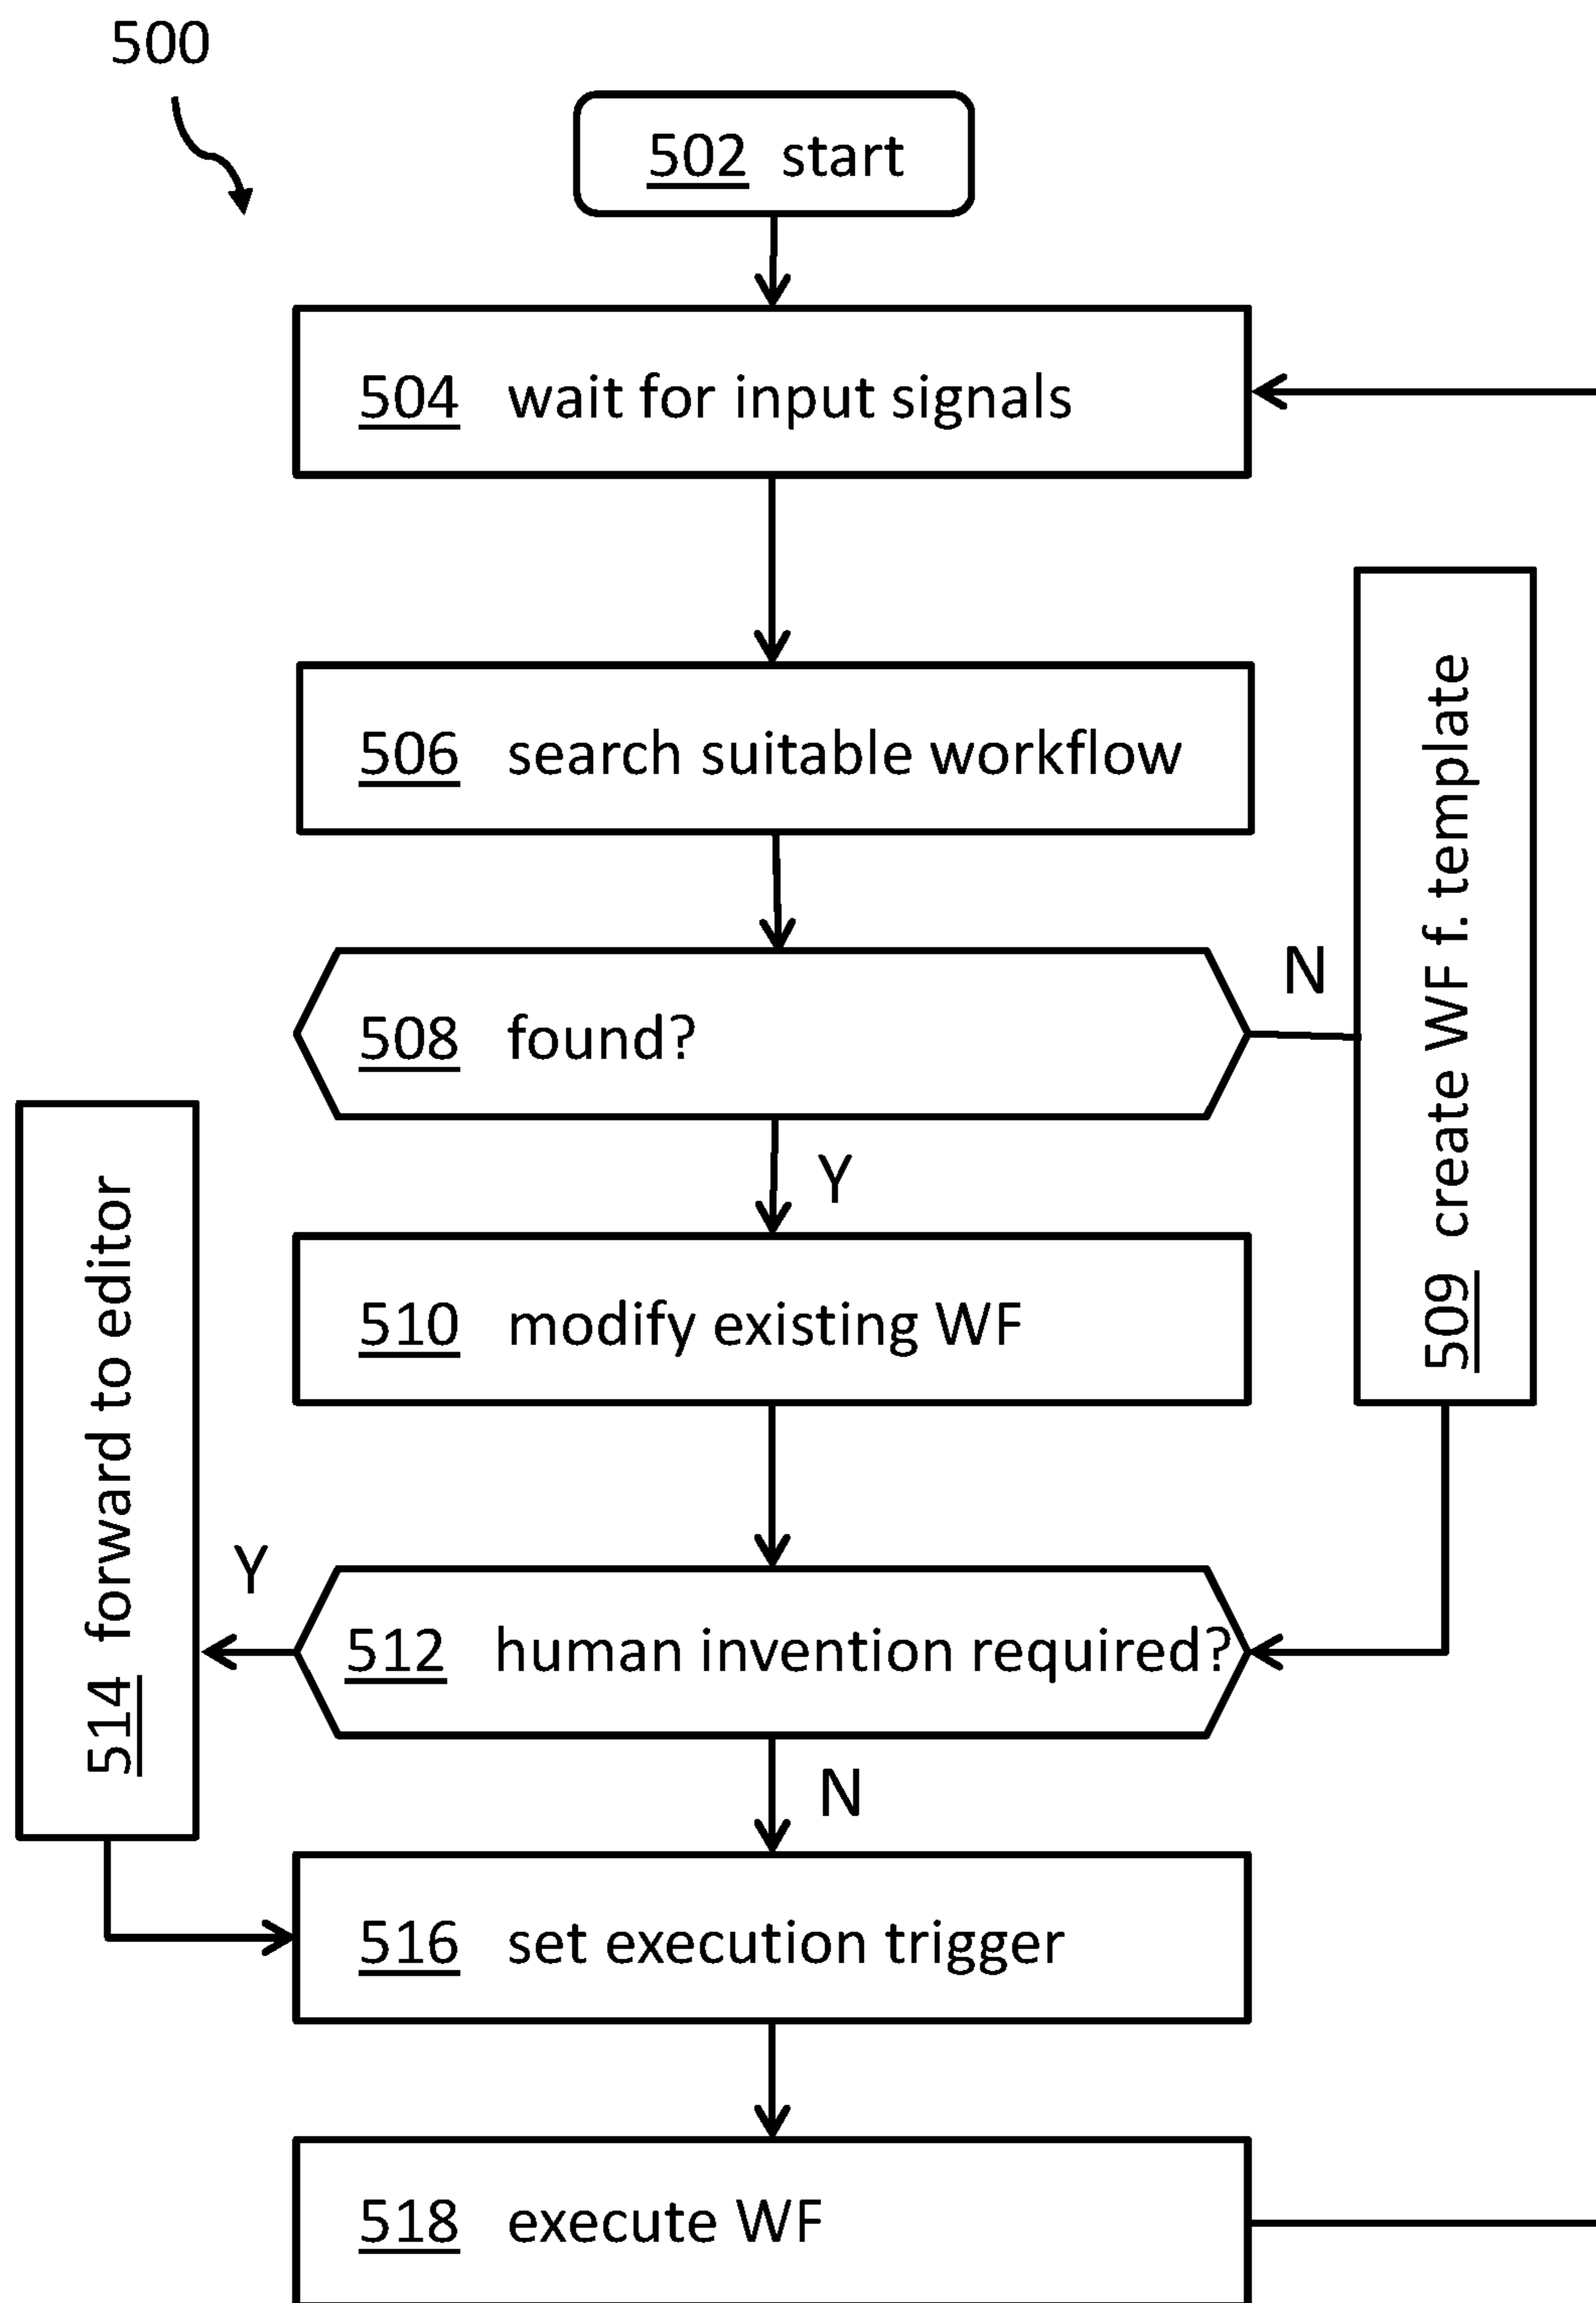 500
502 start
504 wait for input signals
506 search suitable workflow
508 found?
N
509 create WF f. template
Y
510 modify existing WF
514 forward to editor
Y
512 human invention required?
N
516 set execution trigger
518 execute WF